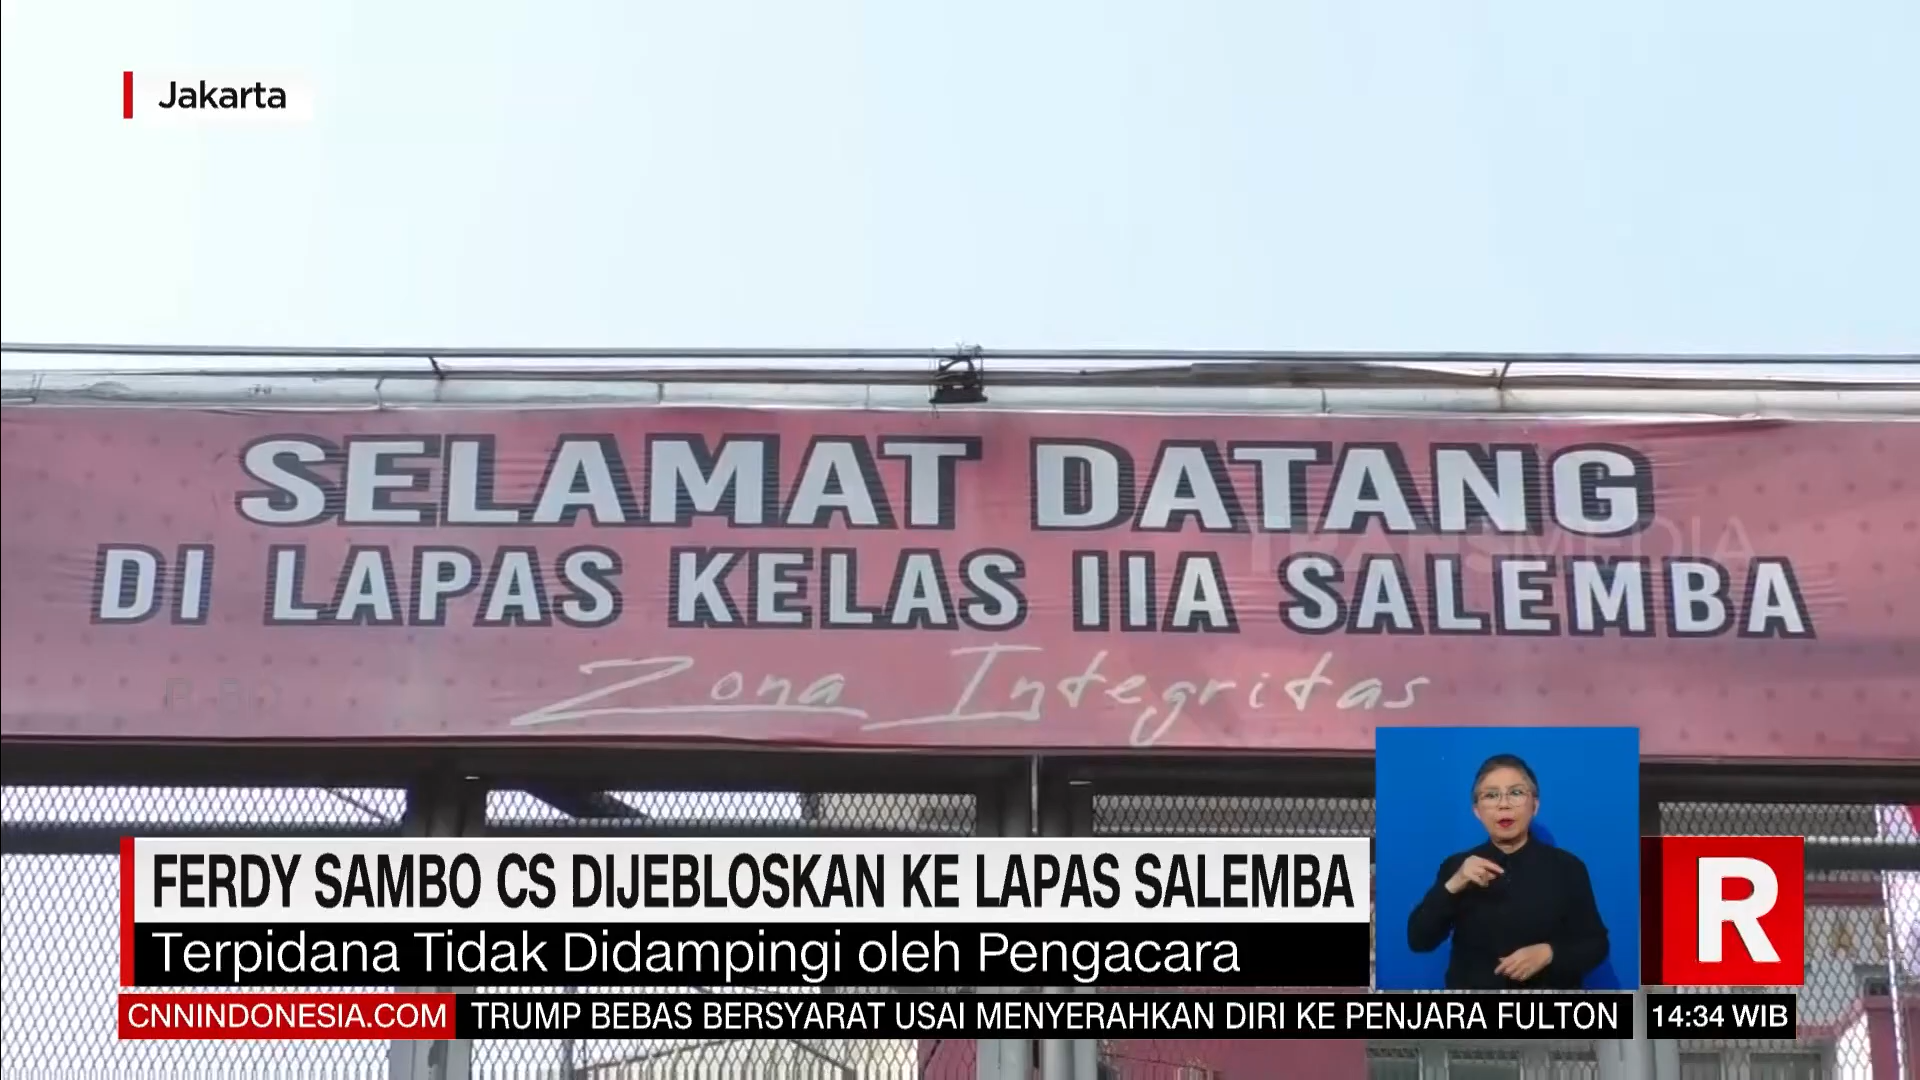 Jakarta
SELAMAT DATANG
TRANSMEDIA
DI LAPAS KELAS IIA SALEMBA
Zona Integritas
FERDY SAMBO CS DIJEBLOSKAN KE LAPAS SALEMBA
Terpidana Tidak Didampingi oleh Pengacara
R
CNNINDONESIA.COM TRUMP BEBAS BERSYARAT USAI MENYERAHKAN DIRI KE PENJARA FULTON 14:34 WIB